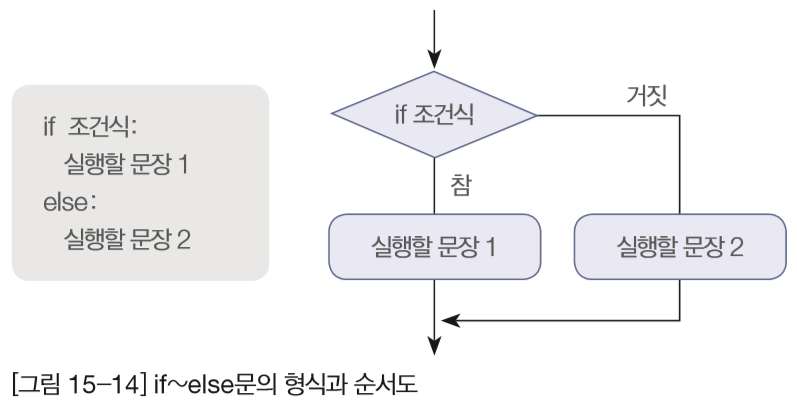 if 조건식:
실행할 문장 1
else:
실행할 문장 2
if 조건식
거짓
참
실행할 문장 1
실행할 문장 2
[그림 15-14] if~else문의 형식과 순서도